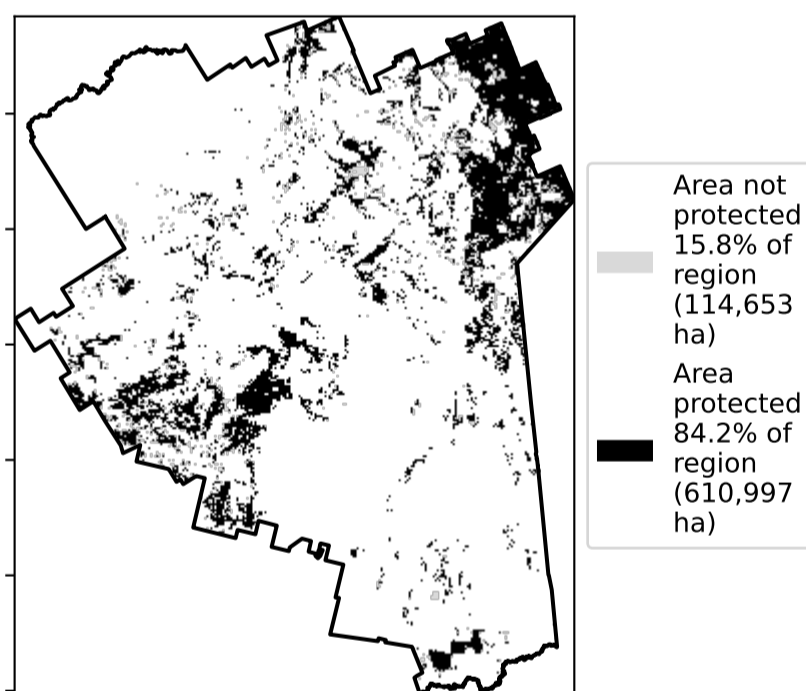 Area not
protected
15.8% of
region
(114,653
ha)
Area
protected
84.2% of
region
(610,997
ha)